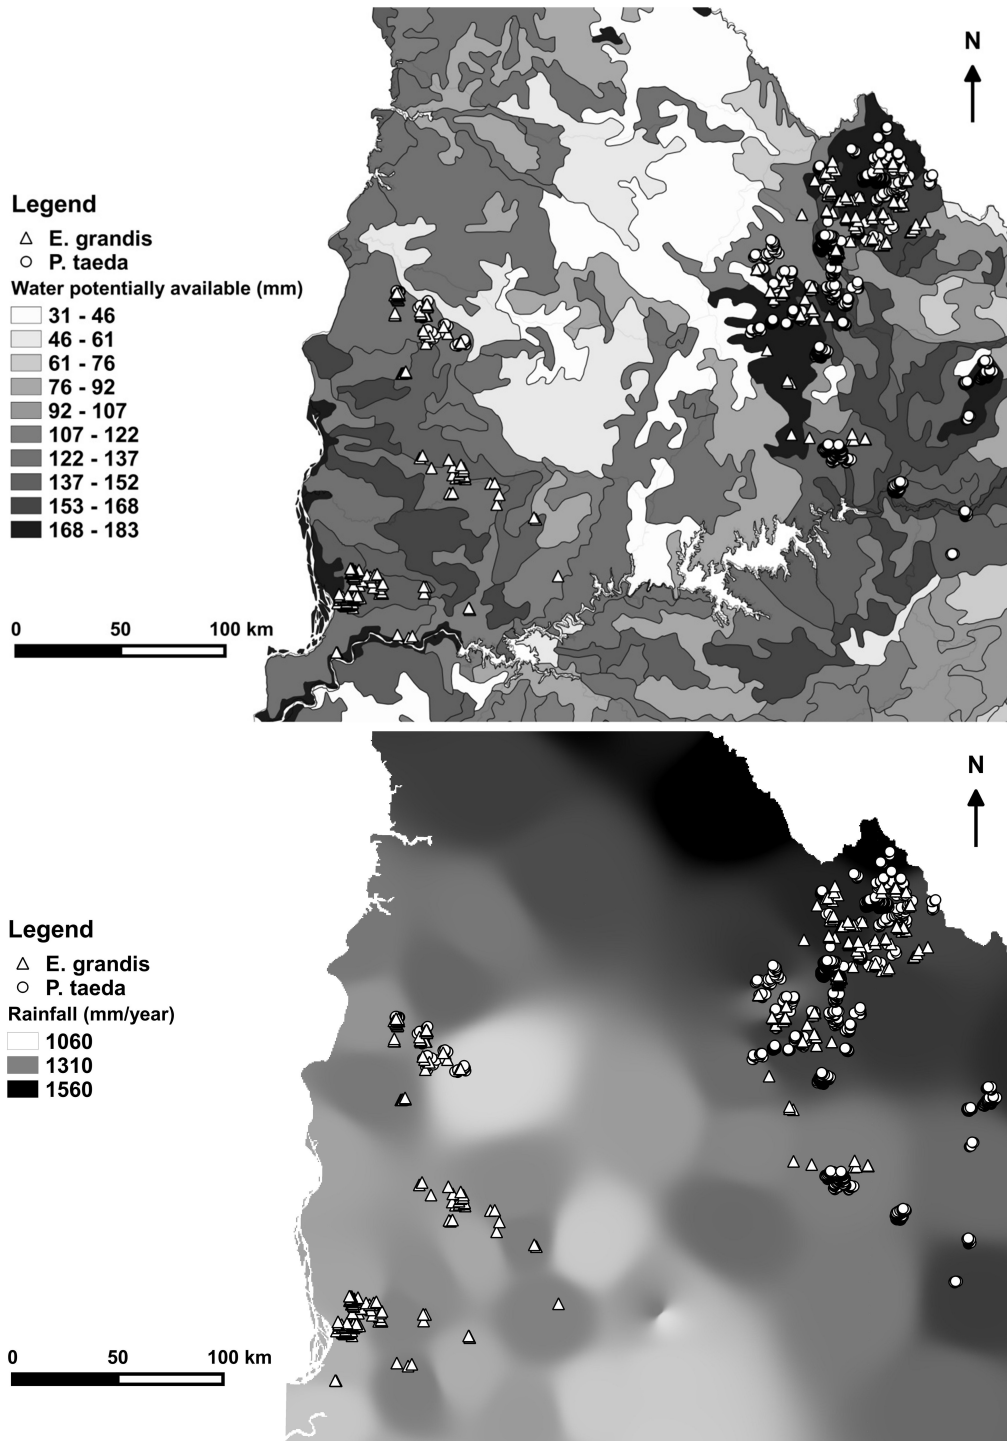 N
Legend
E. grandis
P. taeda
Water potentially available (mm)
31 - 46
46 - 61
61 - 76
76 - 92
92 - 107
107 - 122
122 - 137
137 - 152
153 - 168
168 - 183
0 50 100 km
N
Legend
E. grandis
P. taeda
Rainfall (mm/year)
1060
1310
1560
0 50 100 km